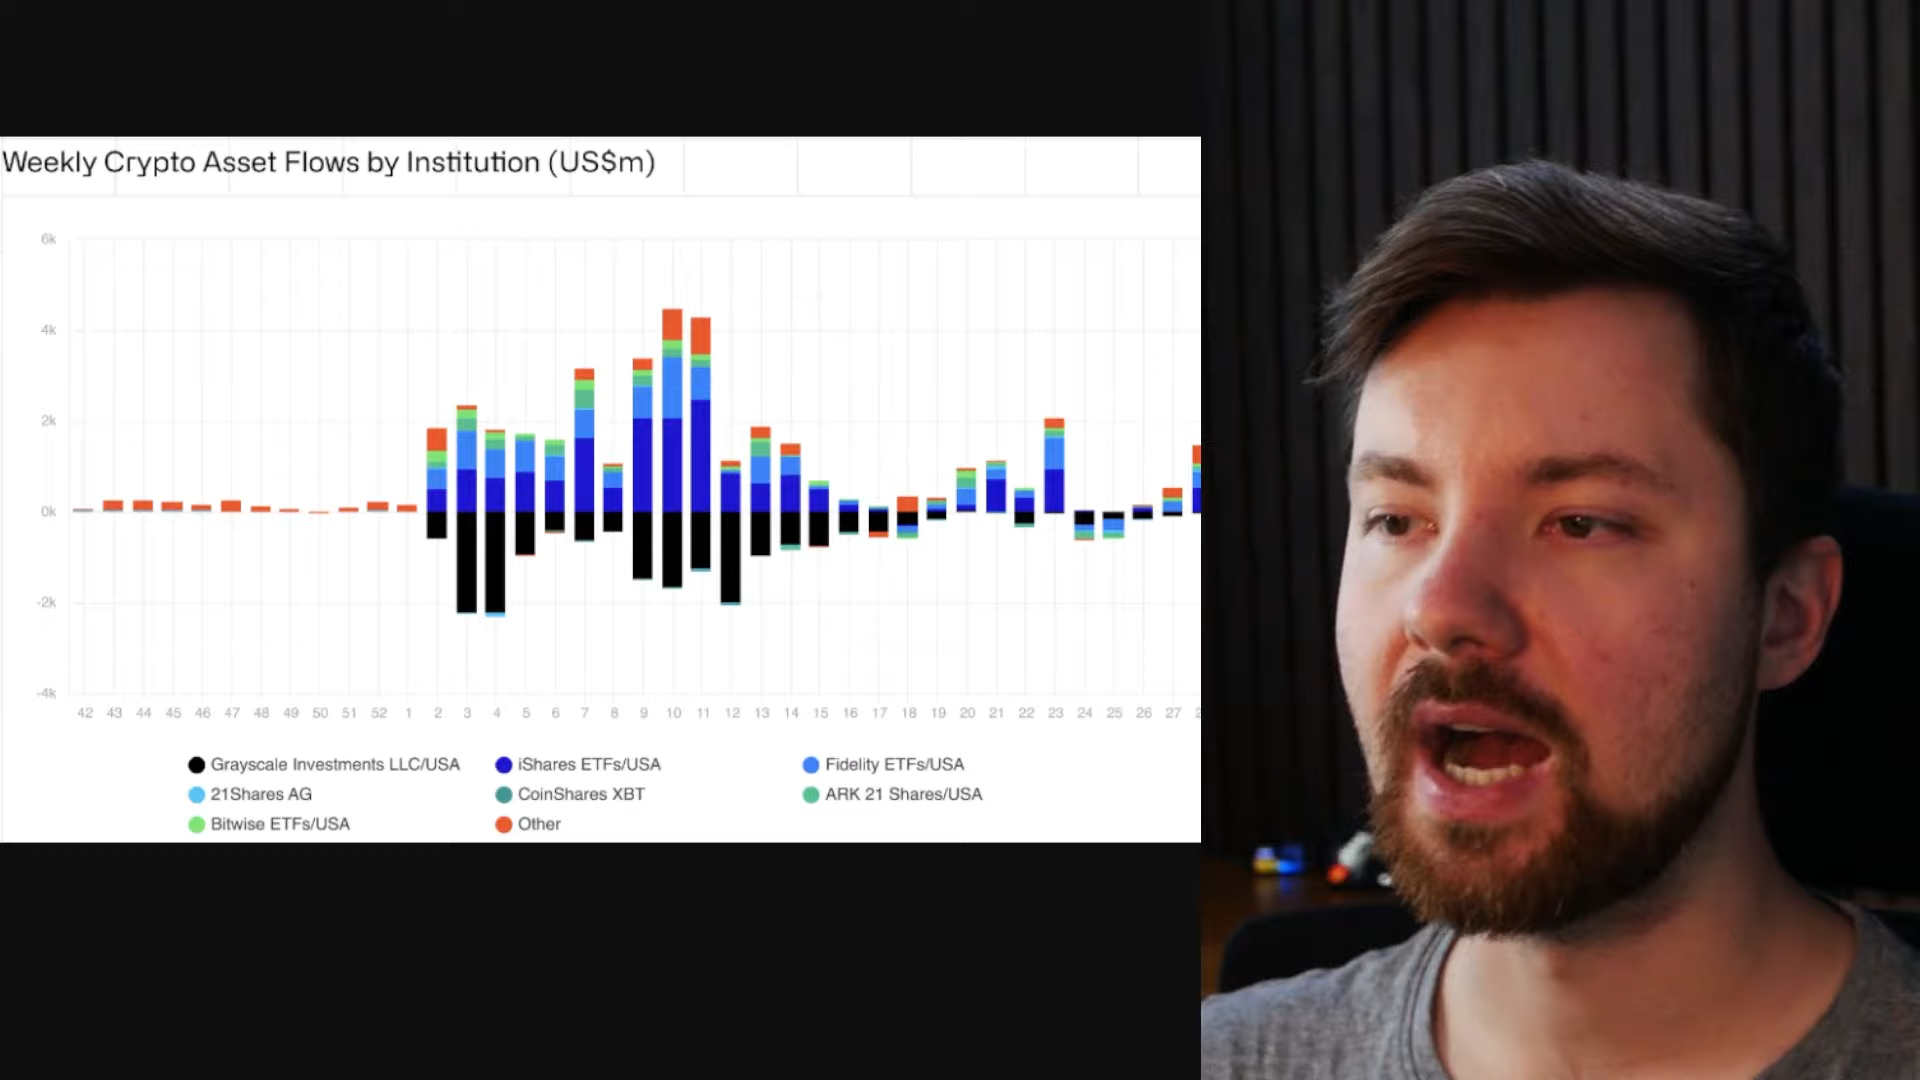 Weekly Crypto Asset Flows by Institution (US$m)
6k
4k
2k
0k
-2k
-4k
42 43 44 45 46 47 48 49 50 51 52 1 2 3 4 5 6 7 8 9 10 11 12 13 14 15 16 17 18 19 20 21 22 23 24 25 26 27
Grayscale Investments LLC/USA iShares ETFs/USA Fidelity ETFs/USA
21Shares AG CoinShares XBT ARK 21 Shares/USA
Bitwise ETFs/USA Other